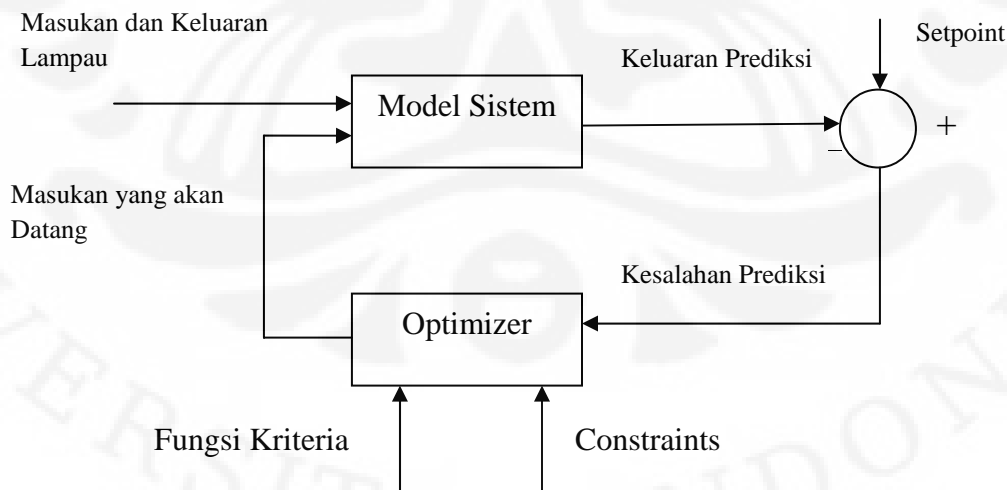 Masukan dan Keluaran
Lampau
Setpoint
Keluaran Prediksi
Model Sistem
+
−
Masukan yang akan
Datang
Kesalahan Prediksi
Optimizer
Fungsi Kriteria
Constraints